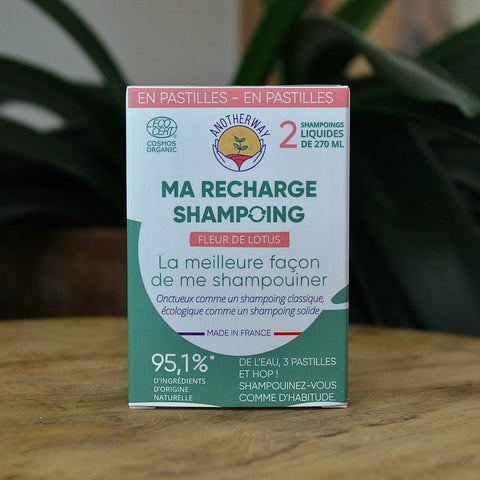 EN PASTILLES - EN PASTILLES
ECO
CERT
COSMOS
ORGANIC
ANOTHERWAY
2 SHAMPOINGS
LIQUIDES
DE 270 ML
MA RECHARGE
SHAMPOING
FLEUR DE LOTUS
La meilleure façon
de me shampouiner
Onctueux comme un shampoing classique,
écologique comme un shampoing solide
MADE IN FRANCE
95,1%*
D'INGRÉDIENTS
D'ORIGINE
NATURELLE
DE L'EAU, 3 PASTILLES
ET HOP !
SHAMPOUINEZ-VOUS
COMME D'HABITUDE.